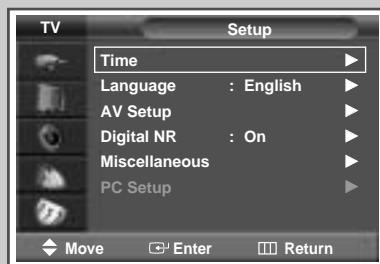 TV Setup
Time
Language : English
AV Setup
Digital NR : On
Miscellaneous
PC Setup
Move Enter Return